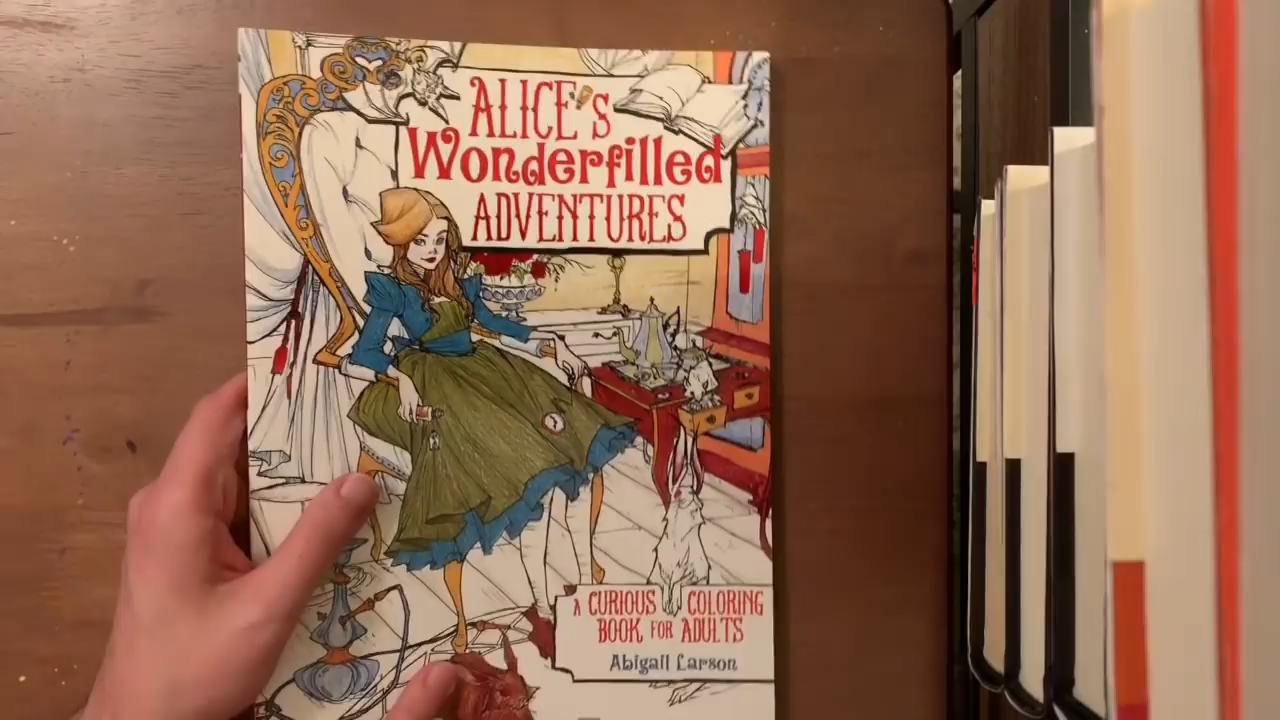 ALICE's
Wonderfilled
ADVENTURES
A CURIOUS COLORING
BOOK FOR ADULTS
Abigail Larson